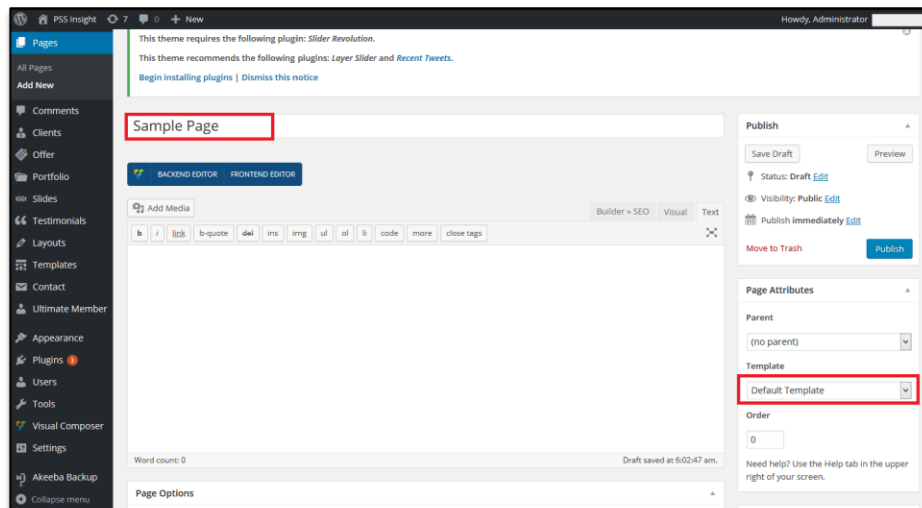 PSS Insight 7 0 + New
Howdy, Administrator
Pages
All Pages
Add New
Comments
Clients
Offer
Portfolio
Slides
Testimonials
Layouts
Templates
Contact
Ultimate Member
Appearance
Plugins 3
Users
Tools
Visual Composer
Settings
Akeeba Backup
Collapse menu
This theme requires the following plugin: Slider Revolution.
This theme recommends the following plugins: Layer Slider and Recent Tweets.
Begin installing plugins | Dismiss this notice
Sample Page
BACKEND EDITOR FRONTEND EDITOR
Add Media
Builder = SEO Visual Text
b i link b-quote del ins img ul ol li code more close tags
Word count: 0
Draft saved at 6:02:47 am.
Page Options
Publish
Save Draft Preview
Status: Draft Edit
Visibility: Public Edit
Publish immediately Edit
Move to Trash Publish
Page Attributes
Parent
(no parent)
Template
Default Template
Order
0
Need help? Use the Help tab in the upper
right of your screen.